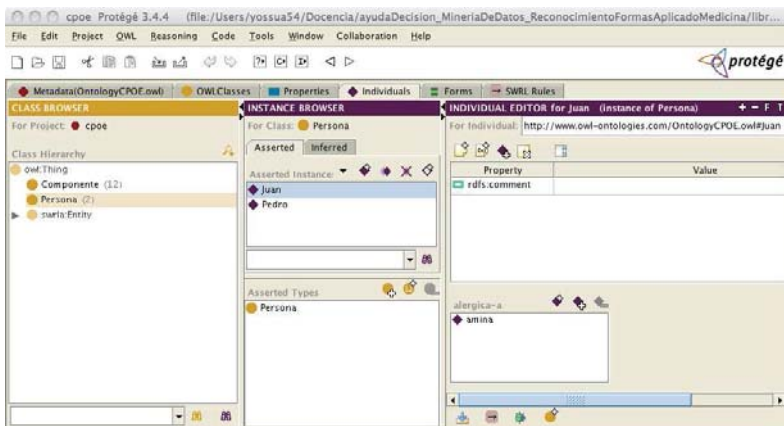 cpoe Protégé 3.4.4 (file:/Users/yossua54/Docencia/ayudaDecision_MineriaDeDatos_ReconocimientoFormasAplicadoMedicina/libr...
File Edit Project OWL Reasoning Code Tools Window Collaboration Help
protégé
Metadata(OntologyCPOE.owl) OWLClasses Properties Individuals Forms SWRL Rules
CLASS BROWSER
For Project: cpoe
Class Hierarchy
owl:Thing
Componente (12)
Persona (2)
swrla:Entity
INSTANCE BROWSER
For Class: Persona
Asserted Inferred
Asserted Instance
Juan
Pedro
Asserted Types
Persona
INDIVIDUAL EDITOR for Juan (instance of Persona) + - F T
For Individual: http://www.owl-ontologies.com/OntologyCPOE.owl#Juan
Property Value
rdfs:comment
alergica-a
amina